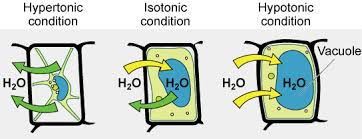 Hypertonic
condition
Isotonic
condition
Hypotonic
condition
Vacuole
H₂O
H₂O
H₂O
H₂O
H₂O